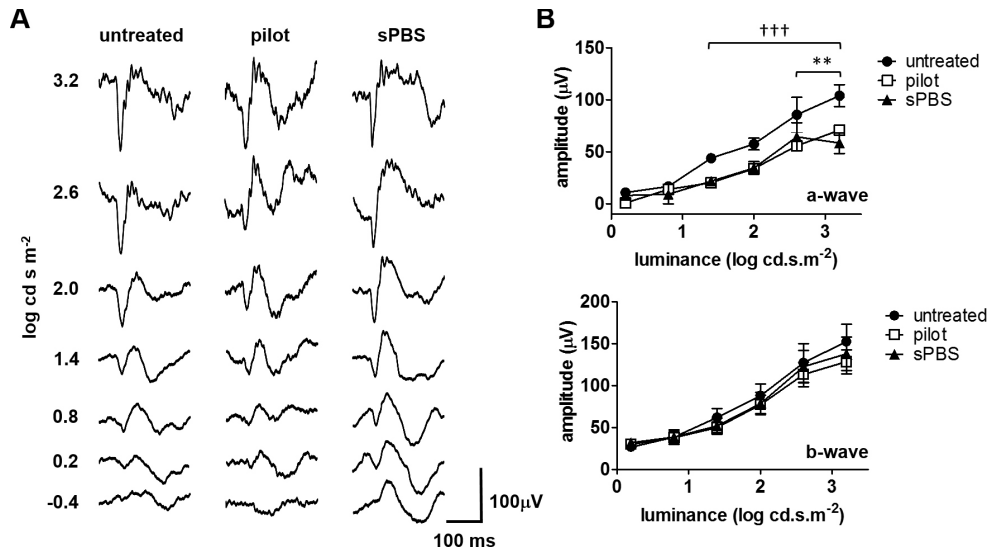 A
untreated pilot sPBS
3.2
2.6
2.0
1.4
0.8
0.2
-0.4
log cd s m⁻²
100µV
100 ms
B
†††
**
untreated
pilot
sPBS
150
100
50
0
amplitude (µV)
a-wave
0 1 2 3
luminance (log cd.s.m⁻²)
untreated
pilot
sPBS
200
150
100
50
0
amplitude (µV)
b-wave
0 1 2 3
luminance (log cd.s.m⁻²)